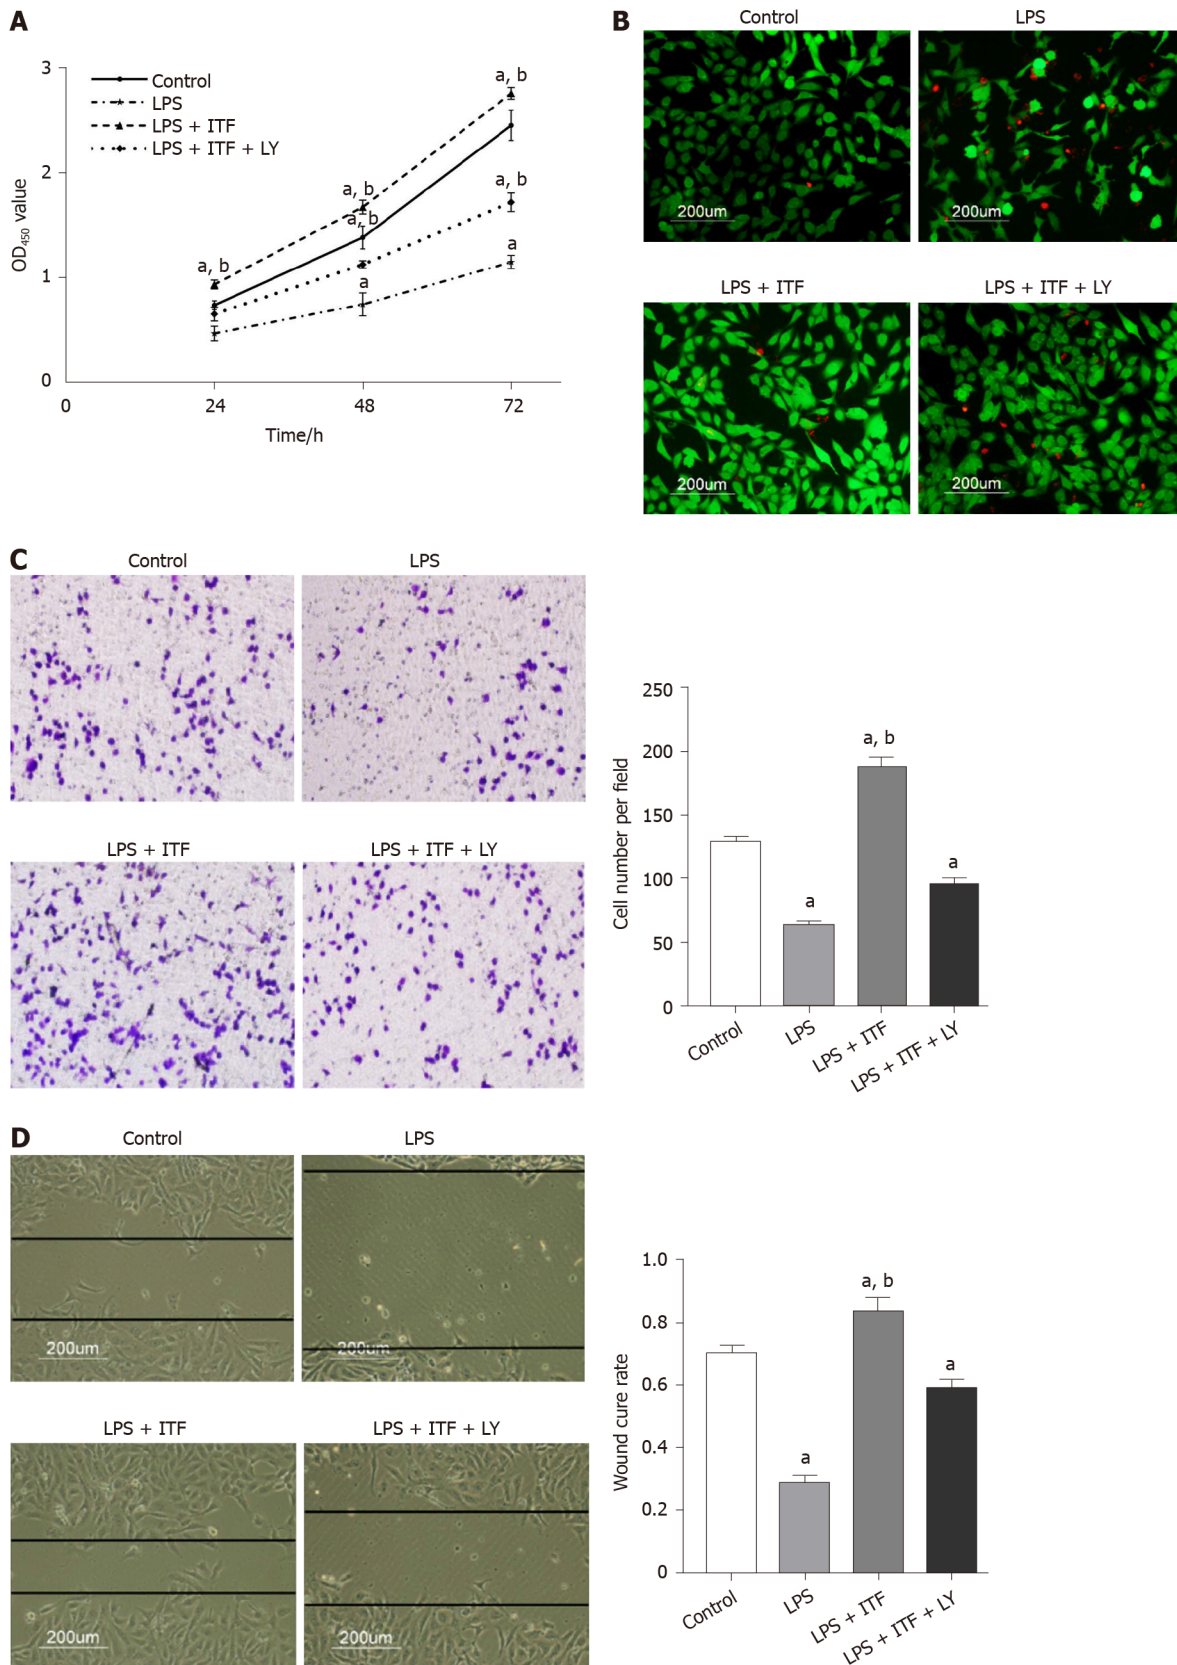 A
3
2
1
0
0
24
48
72
OD450 value
Time/h
Control
LPS
LPS + ITF
LPS + ITF + LY
a, b
a, b
a, b
a
a, b
a, b
a
B
Control
LPS
200um
200um
LPS + ITF
LPS + ITF + LY
200um
200um
C
Control
LPS
LPS + ITF
LPS + ITF + LY
250
200
150
100
50
0
Cell number per field
a
a, b
a
Control
LPS
LPS + ITF
LPS + ITF + LY
D
Control
LPS
200um
200um
LPS + ITF
LPS + ITF + LY
200um
200um
1.0
0.8
0.6
0.4
0.2
0
Wound cure rate
a
a, b
a
Control
LPS
LPS + ITF
LPS + ITF + LY